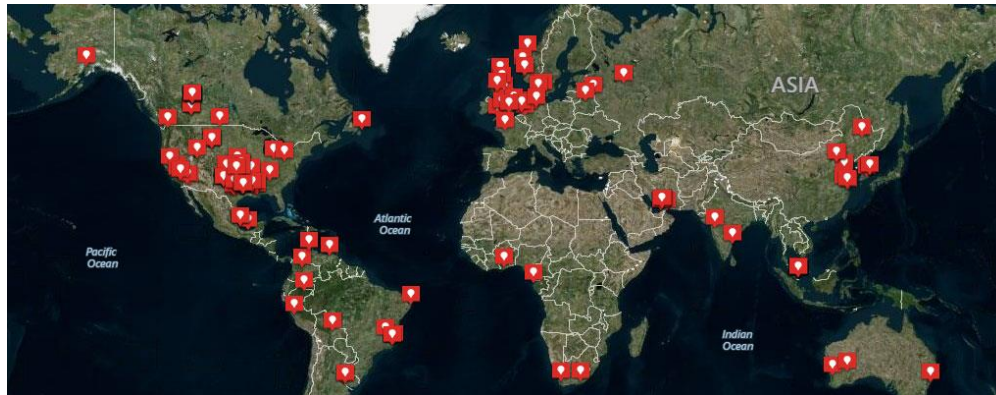 ASIA
Atlantic
Ocean
Pacific
Ocean
Indian
Ocean